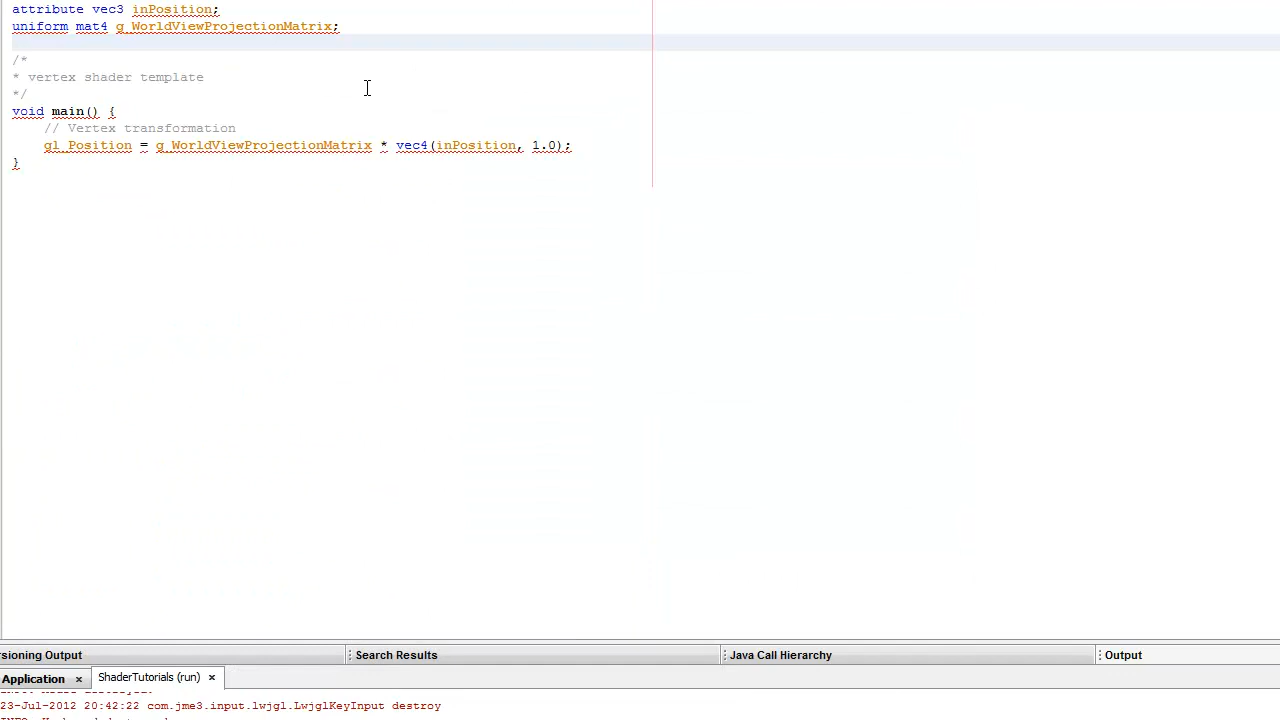 attribute vec3 inPosition;
uniform mat4 g_WorldViewProjectionMatrix;
/*
* vertex shader template
*/
void main() {
// Vertex transformation
gl_Position = g_WorldViewProjectionMatrix * vec4(inPosition, 1.0);
}
sioning Output
Search Results
Java Call Hierarchy
Output
Application
ShaderTutorials (run)
23-Jul-2012 20:42:22 com.jme3.input.lwjgl.LwjglKeyInput destroy